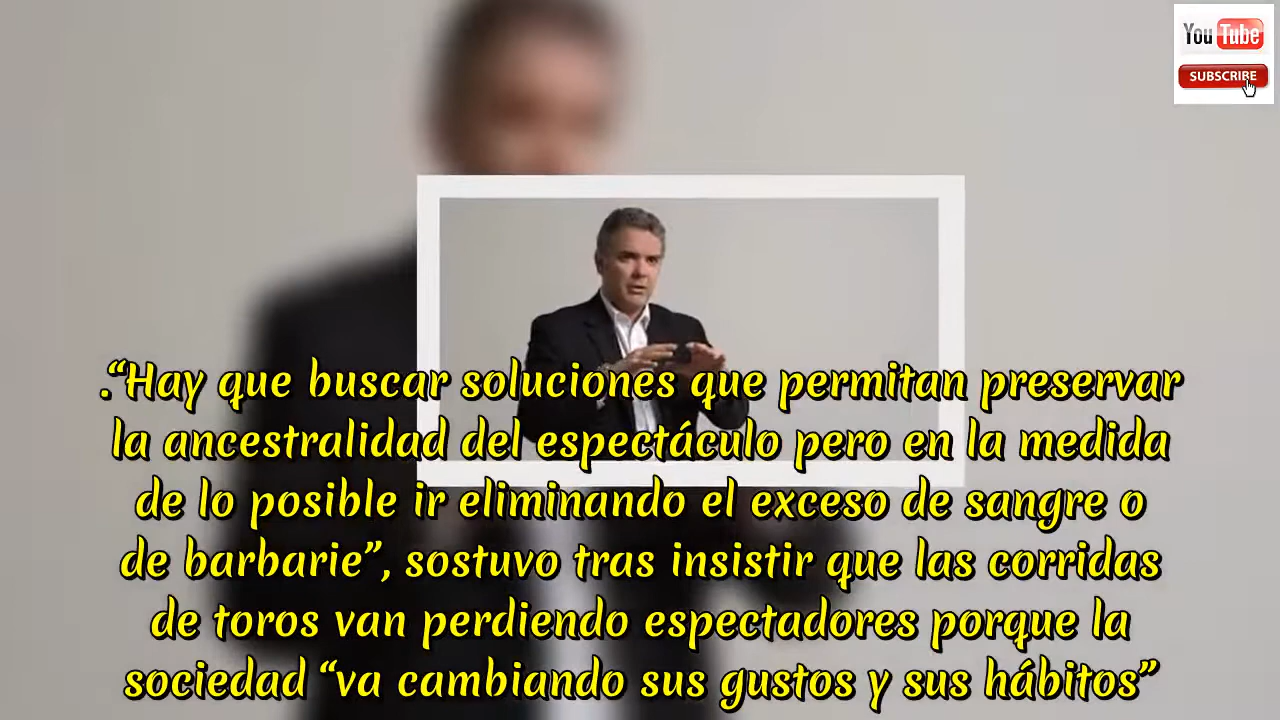 You Tube
SUBSCRIBE
.“Hay que buscar soluciones que permitan preservar
la ancestralidad del espectáculo pero en la medida
de lo posible ir eliminando el exceso de sangre o
de barbarie”, sostuvo tras insistir que las corridas
de toros van perdiendo espectadores porque la
sociedad “va cambiando sus gustos y sus hábitos”